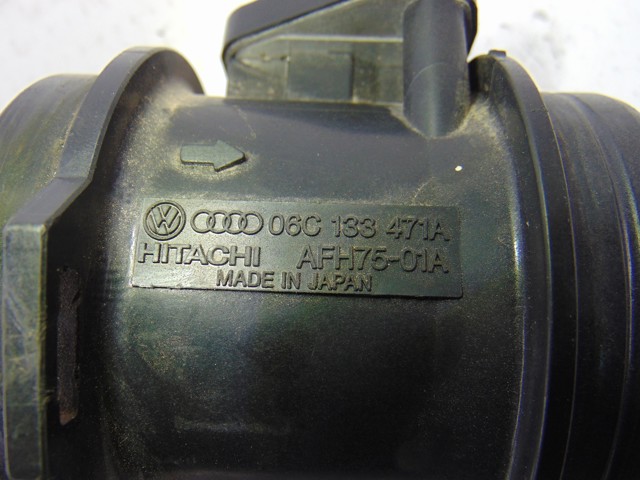 06C 133 471A
HITACHI AFH75-01A
MADE IN JAPAN